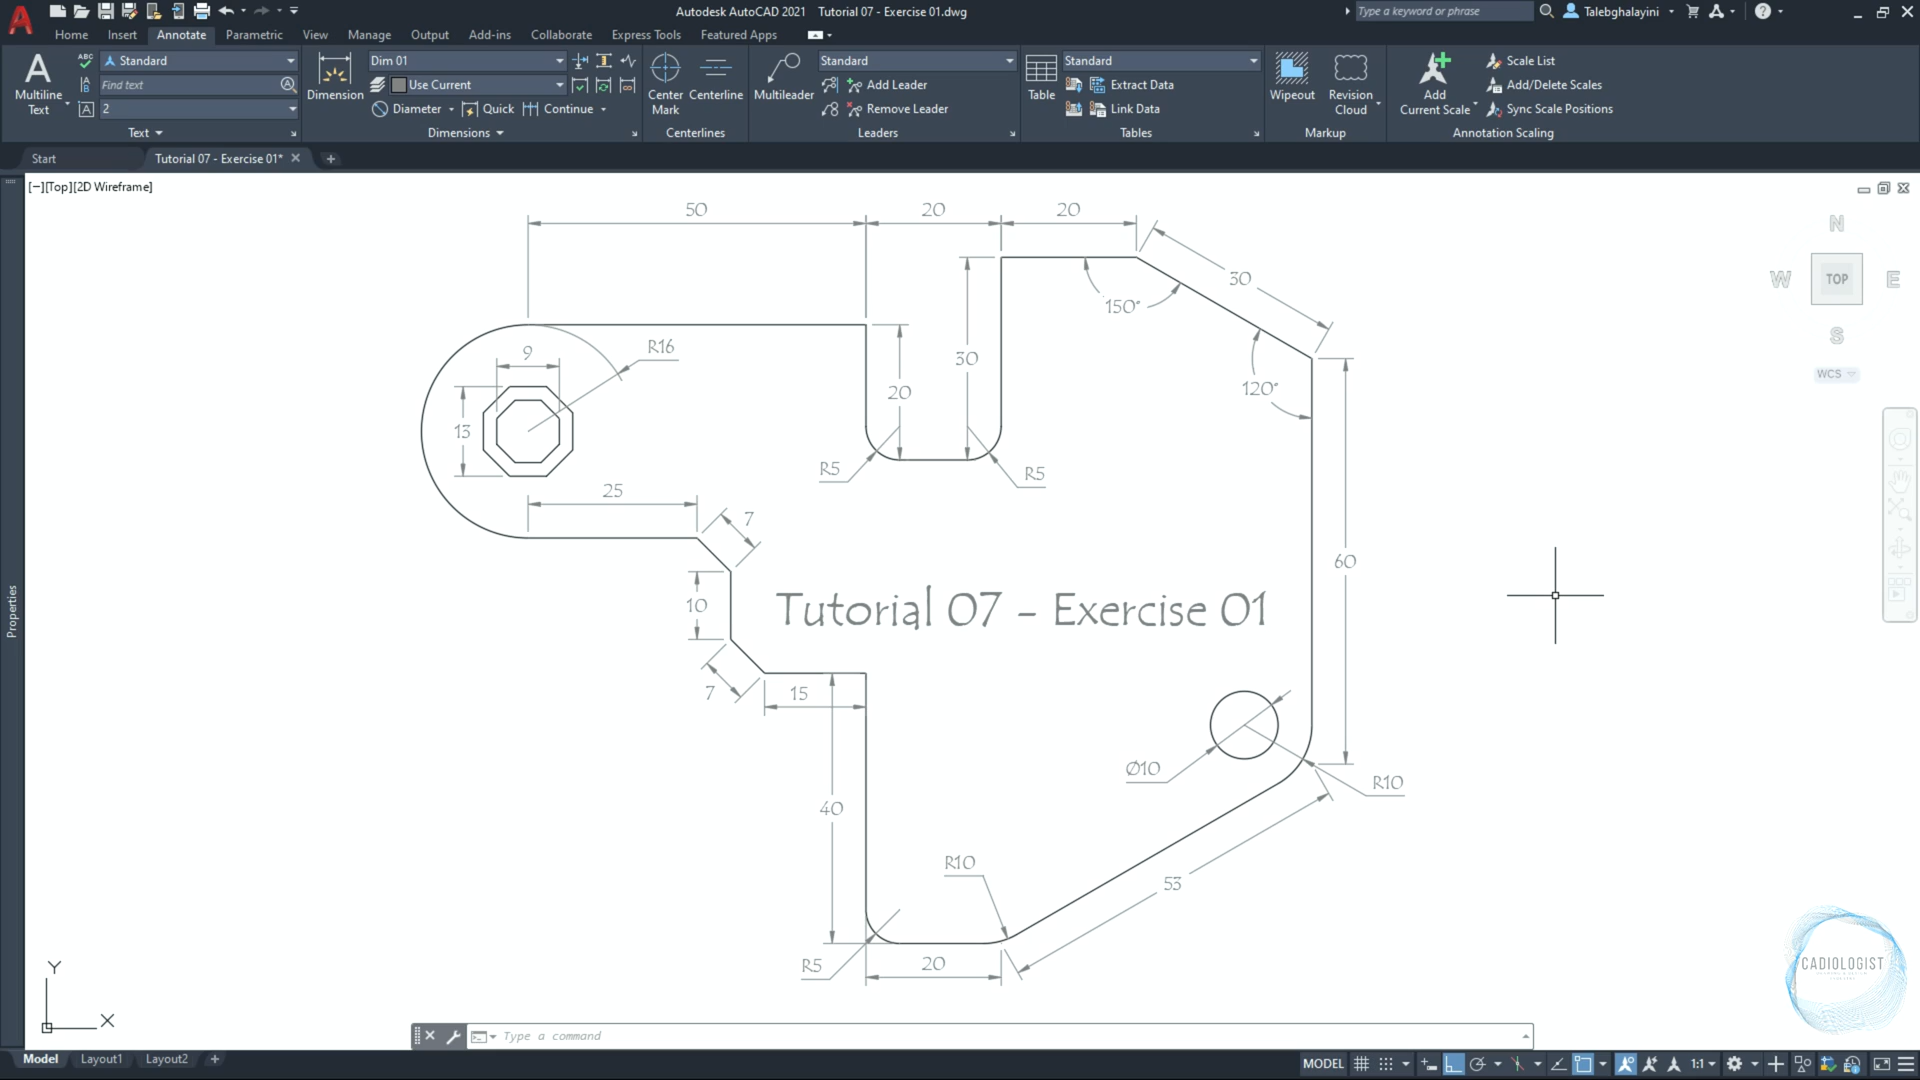 Autodesk AutoCAD 2021 Tutorial 07 - Exercise 01.dwg
Type a keyword or phrase
Talebghalayini
Home Insert Annotate Parametric View Manage Output Add-ins Collaborate Express Tools Featured Apps
Multiline Text
ABC
Standard
Find text
2
Text
Dimension
Dim 01
Use Current
Diameter Quick Continue
Dimensions
Center Mark
Centerline
Centerlines
Multileader
Standard
Add Leader
Remove Leader
Leaders
Table
Standard
Extract Data
Link Data
Tables
Wipeout
Revision Cloud
Markup
Add Current Scale
Scale List
Add/Delete Scales
Sync Scale Positions
Annotation Scaling
Start Tutorial 07 - Exercise 01*
[−][Top][2D Wireframe]
N
W TOP E
S
WCS
Properties
50 20 20
30
150°
120°
9
R16
13
20
30
R5
R5
25
7
10
60
Tutorial 07 - Exercise 01
7
15
Ø10
R10
40
R10
53
R5
20
CADIOLOGIST
Y
X
Type a command
Model Layout1 Layout2
MODEL
1:1